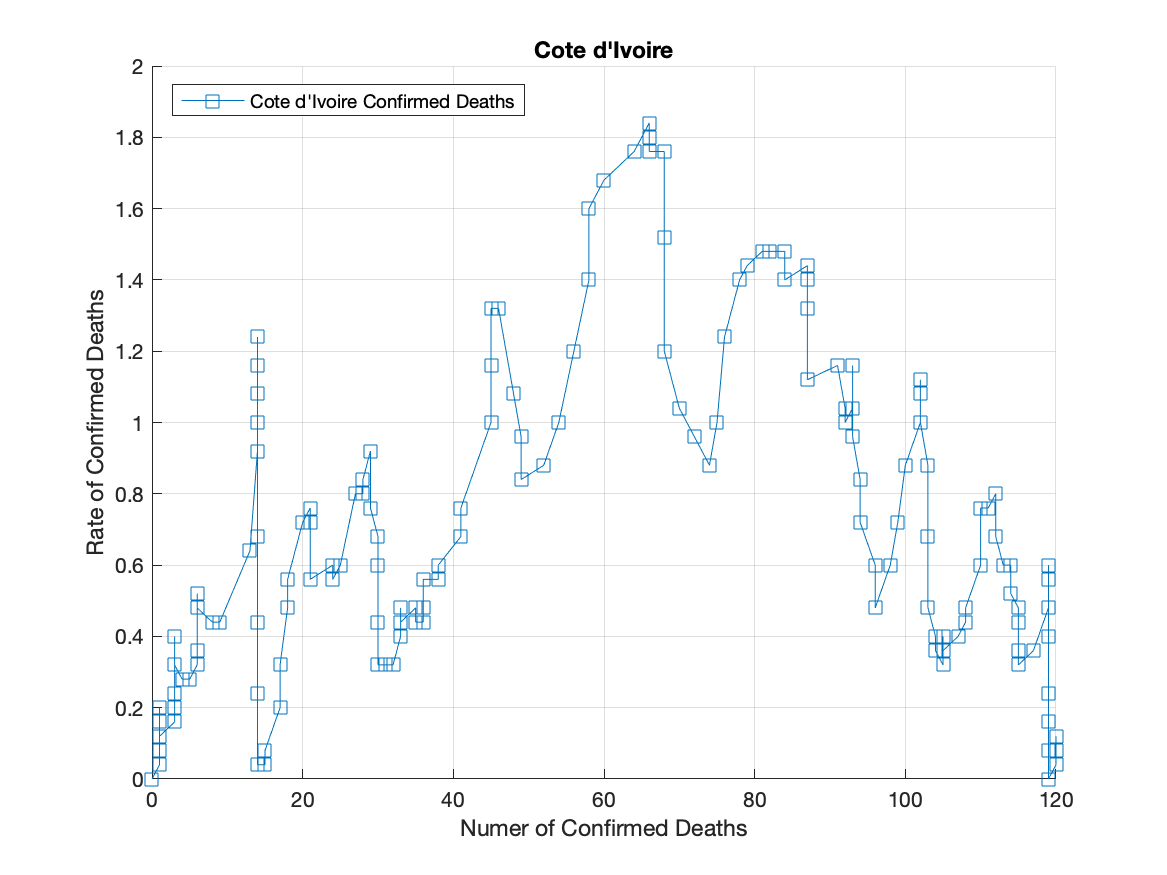 Cote d'Ivoire
Cote d'Ivoire Confirmed Deaths
Rate of Confirmed Deaths
2
1.8
1.6
1.4
1.2
1
0.8
0.6
0.4
0.2
0
0 20 40 60 80 100 120
Numer of Confirmed Deaths